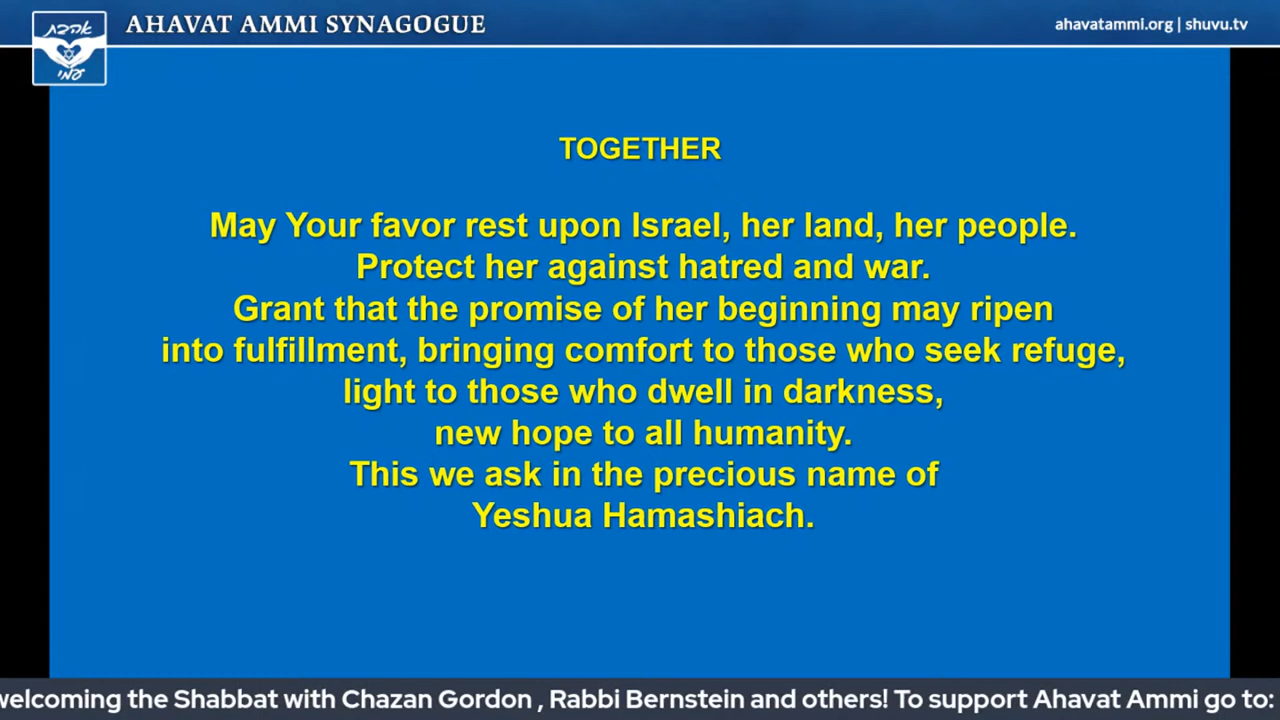 אהבת
עמי
AHAVAT AMMI SYNAGOGUE
ahavatammi.org | shuvu.tv
TOGETHER
May Your favor rest upon Israel, her land, her people.
Protect her against hatred and war.
Grant that the promise of her beginning may ripen
into fulfillment, bringing comfort to those who seek refuge,
light to those who dwell in darkness,
new hope to all humanity.
This we ask in the precious name of
Yeshua Hamashiach.
welcoming the Shabbat with Chazan Gordon , Rabbi Bernstein and others! To support Ahavat Ammi go to: